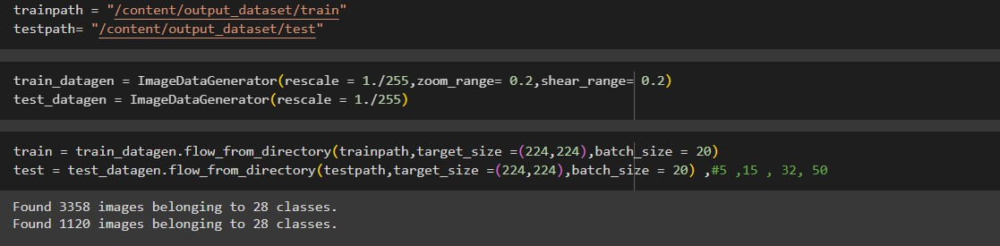 trainpath = "/content/output_dataset/train"
testpath= "/content/output_dataset/test"
train_datagen = ImageDataGenerator(rescale = 1./255,zoom_range= 0.2,shear_range= 0.2)
test_datagen = ImageDataGenerator(rescale = 1./255)
train = train_datagen.flow_from_directory(trainpath,target_size =(224,224),batch_size = 20)
test = test_datagen.flow_from_directory(testpath,target_size =(224,224),batch_size = 20) ,#5 ,15 , 32, 50
Found 3358 images belonging to 28 classes.
Found 1120 images belonging to 28 classes.